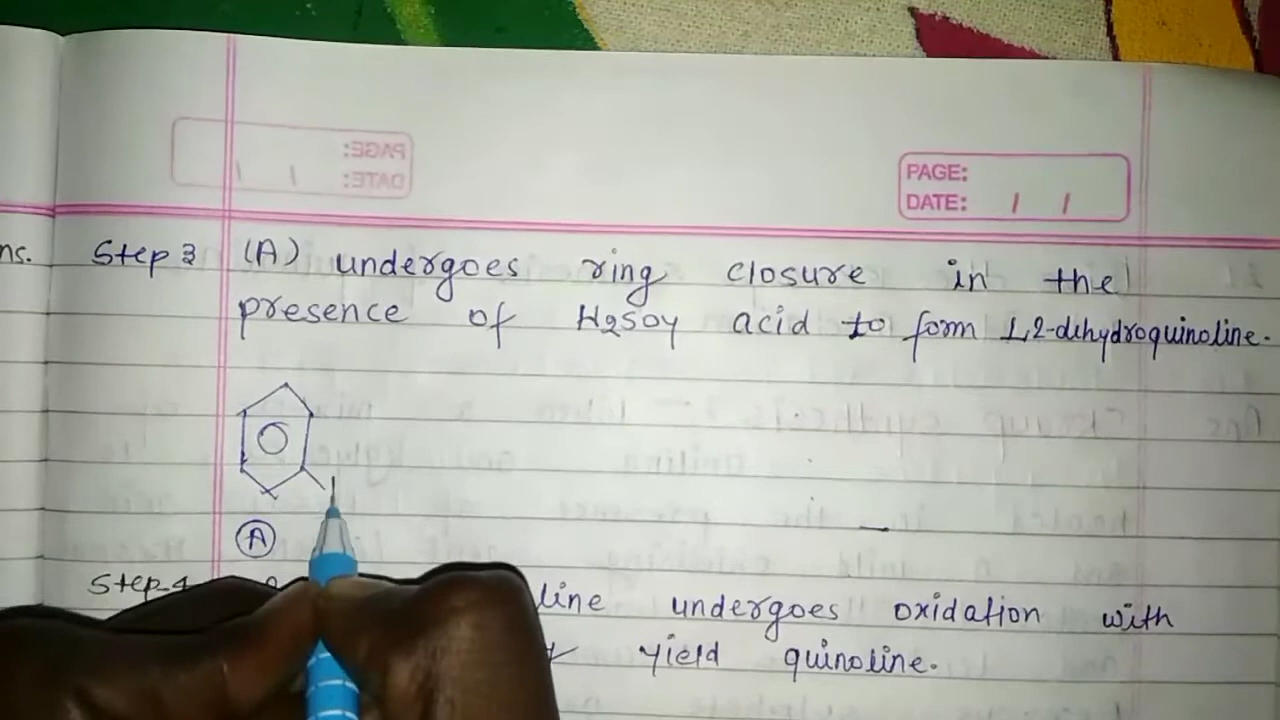 PAGE:
DATE: / /
ns. Step 3 (A) undergoes ring closure in the
presence of H2SO4 acid to form 1,2-dihydroquinoline.
A
Step-4 line undergoes oxidation with
yield quinoline.